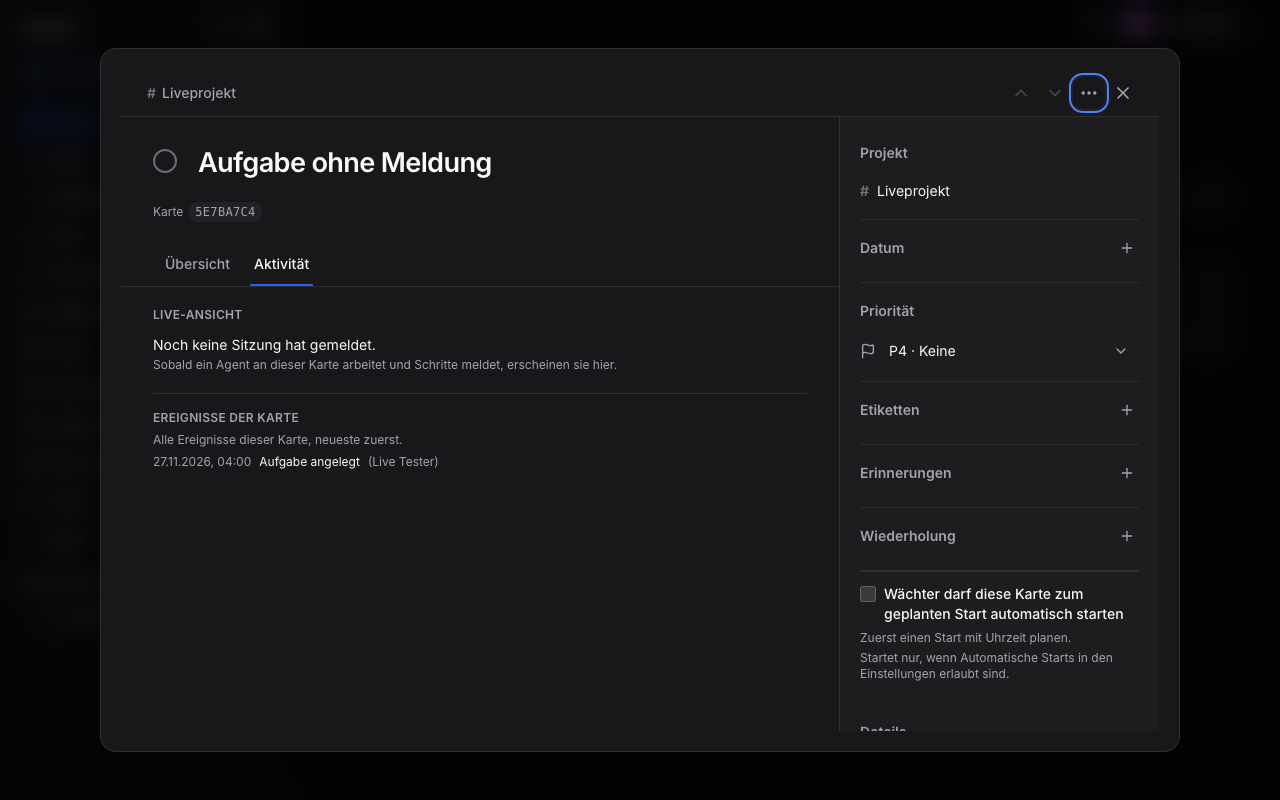 # Liveprojekt
Aufgabe ohne Meldung
Karte 5E7BA7C4
Übersicht Aktivität
LIVE-ANSICHT
Noch keine Sitzung hat gemeldet.
Sobald ein Agent an dieser Karte arbeitet und Schritte meldet, erscheinen sie hier.
EREIGNISSE DER KARTE
Alle Ereignisse dieser Karte, neueste zuerst.
27.11.2026, 04:00 Aufgabe angelegt (Live Tester)
Projekt
# Liveprojekt
Datum
Priorität
P4 · Keine
Etiketten
Erinnerungen
Wiederholung
Wächter darf diese Karte zum
geplanten Start automatisch starten
Zuerst einen Start mit Uhrzeit planen.
Startet nur, wenn Automatische Starts in den
Einstellungen erlaubt sind.
Details